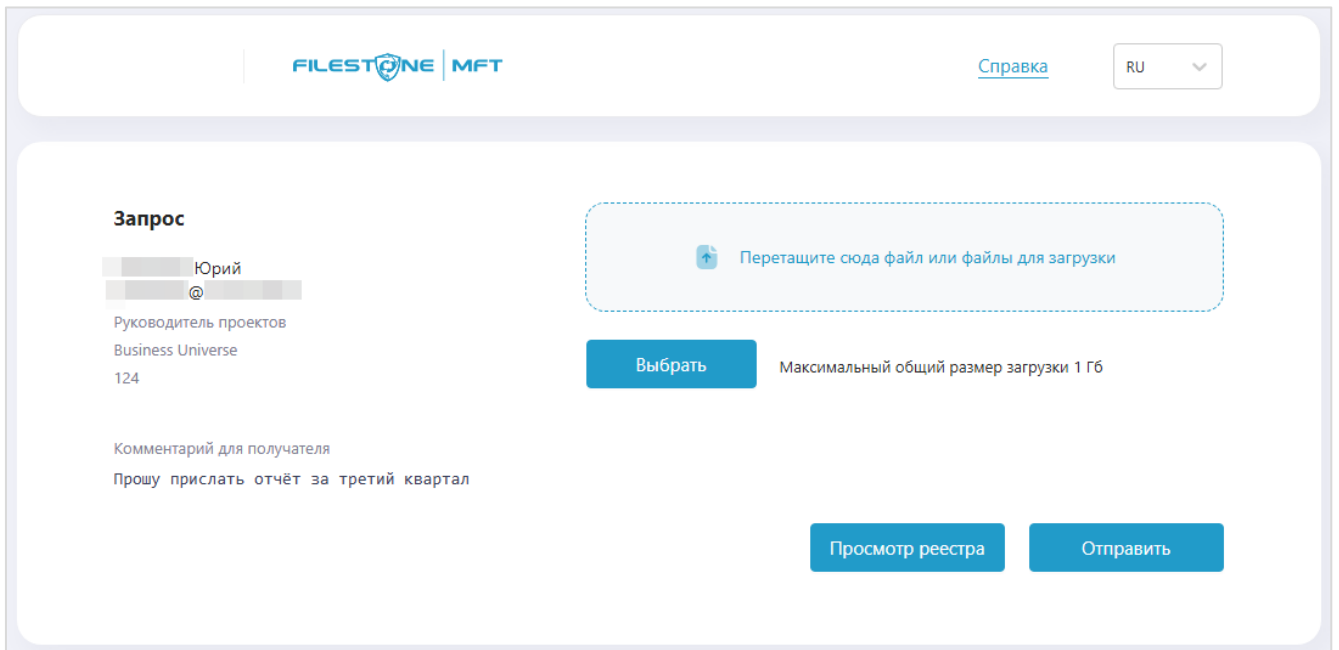 FILESTONE | MFT
Справка
RU
Запрос
Юрий
@
Руководитель проектов
Business Universe
124
Комментарий для получателя
Прошу прислать отчёт за третий квартал
Перетащите сюда файл или файлы для загрузки
Выбрать
Максимальный общий размер загрузки 1 Гб
Просмотр реестра
Отправить